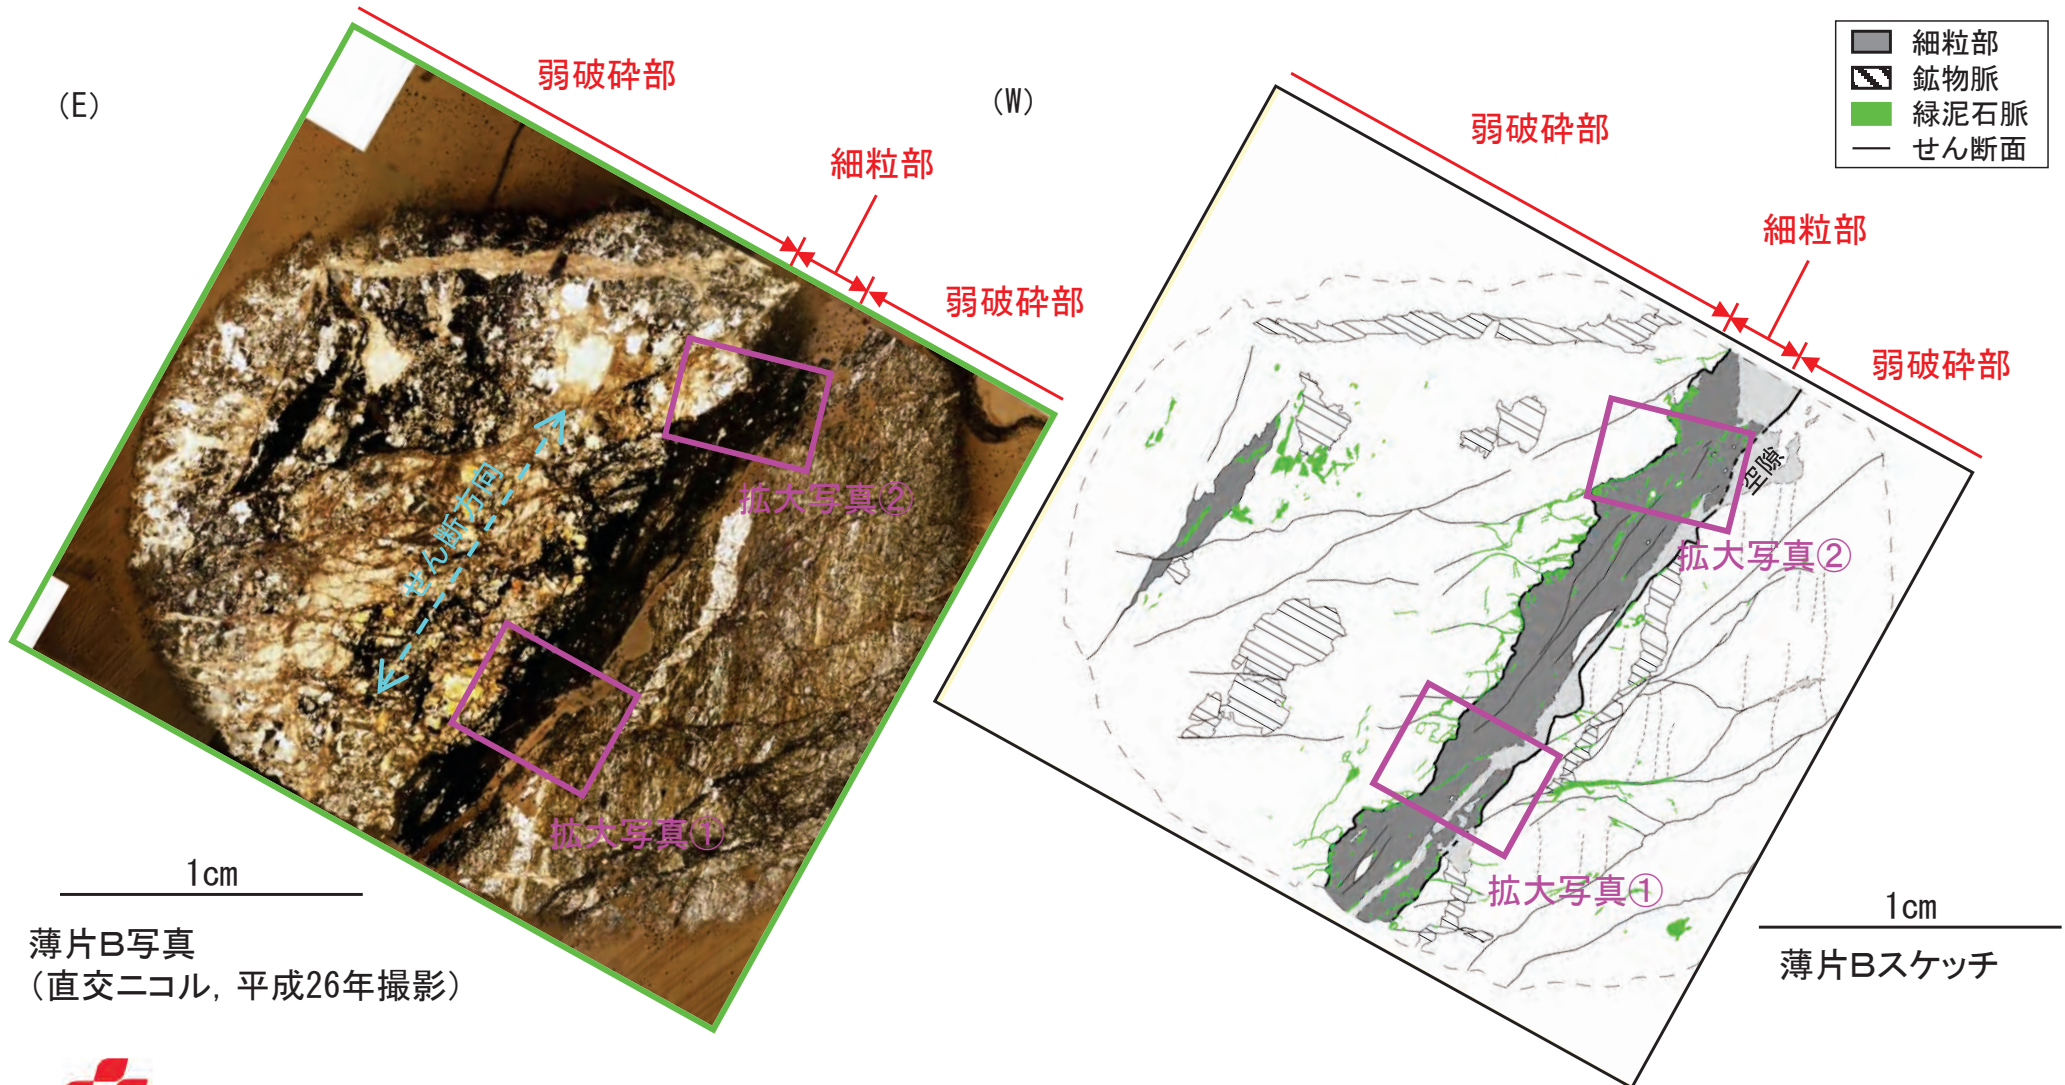 (E)
弱破砕部
細粒部
弱破砕部
せん断方向
拡大写真②
拡大写真①
1cm
薄片B写真
（直交ニコル，平成26年撮影）
(W)
弱破砕部
細粒部
弱破砕部
細粒部
鉱物脈
緑泥石脈
せん断面
空隙
拡大写真②
拡大写真①
1cm
薄片Bスケッチ